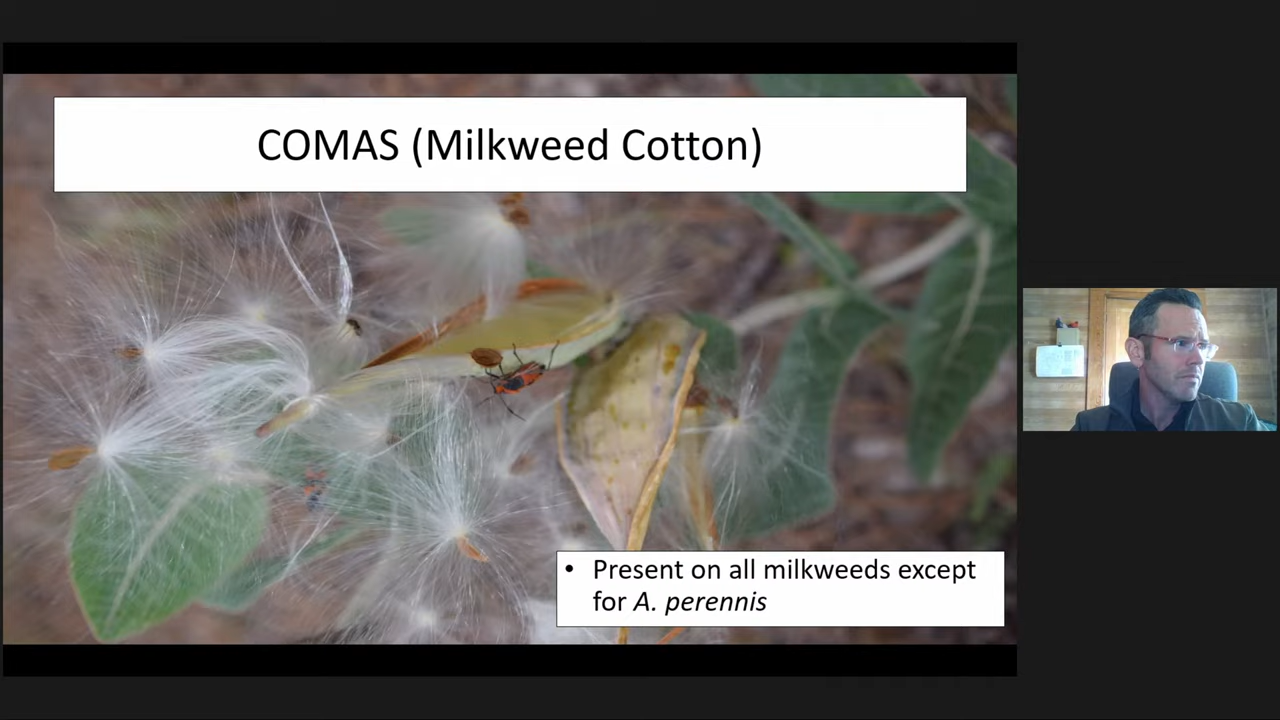 COMAS (Milkweed Cotton)
• Present on all milkweeds except
for A. perennis